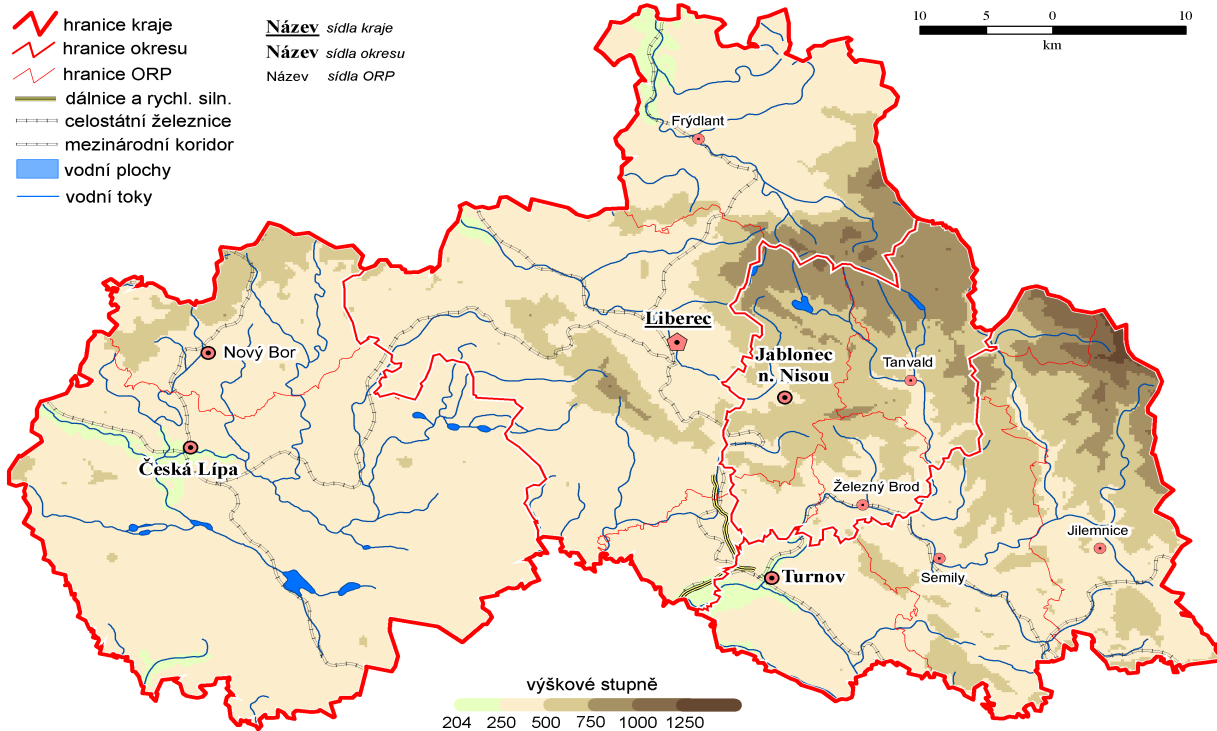 hranice kraje
hranice okresu
hranice ORP
dálnice a rychl. siln.
celostátní železnice
mezinárodní koridor
vodní plochy
vodní toky
Název sídla kraje
Název sídla okresu
Název sídla ORP
10 5 0 10
km
Frýdlant
Liberec
Nový Bor
Jablonec
n. Nisou
Tanvald
Česká Lípa
Železný Brod
Jilemnice
Semily
Turnov
výškové stupně
204 250 500 750 1000 1250